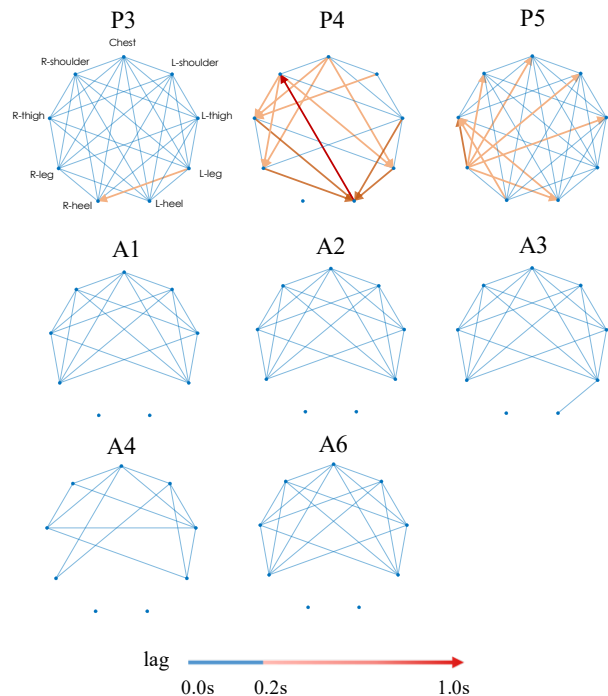 P3 P4 P5
Chest
R-shoulder L-shoulder
R-thigh L-thigh
R-leg L-leg
R-heel L-heel
A1 A2 A3
A4 A6
lag
0.0s 0.2s 1.0s